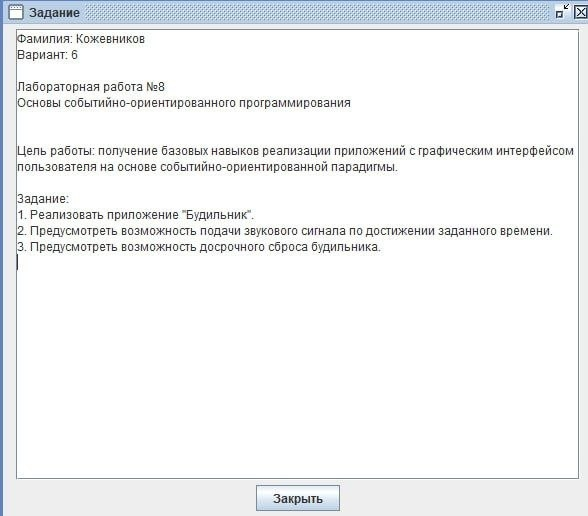 Задание
Фамилия: Кожевников
Вариант: 6
Лабораторная работа №8
Основы событийно-ориентированного программирования
Цель работы: получение базовых навыков реализации приложений с графическим интерфейсом
пользователя на основе событийно-ориентированной парадигмы.
Задание:
1. Реализовать приложение "Будильник".
2. Предусмотреть возможность подачи звукового сигнала по достижении заданного времени.
3. Предусмотреть возможность досрочного сброса будильника.
Закрыть